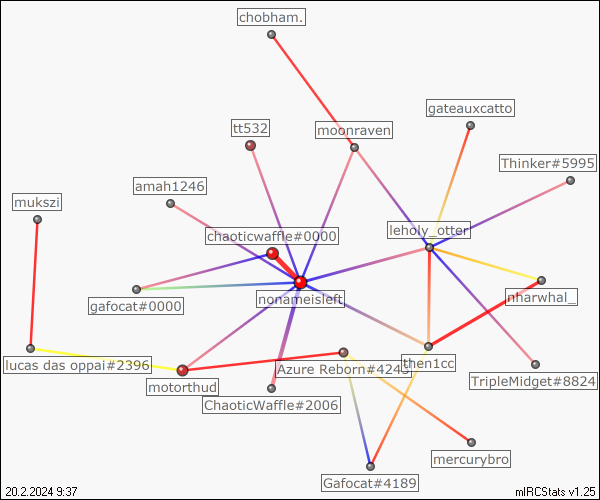 chobham.
gateauxcatto
tt532
moonraven
Thinker#5995
amah1246
mukszi
leholy_otter
chaoticwaffle#0000
nonameisleft
nharwhal_
gafocat#0000
lucas das oppai#2396
Azure Reborn#4243
then1cc
motorthud
TripleMidget#8824
ChaoticWaffle#2006
mercurybro
Gafocat#4189
20.2.2024 9:37
mIRCStats v1.25